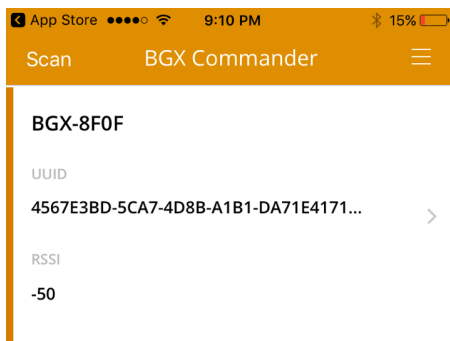 App Store 9:10 PM 15%
Scan BGX Commander
BGX-8F0F
UUID
4567E3BD-5CA7-4D8B-A1B1-DA71E4171...
RSSI
-50